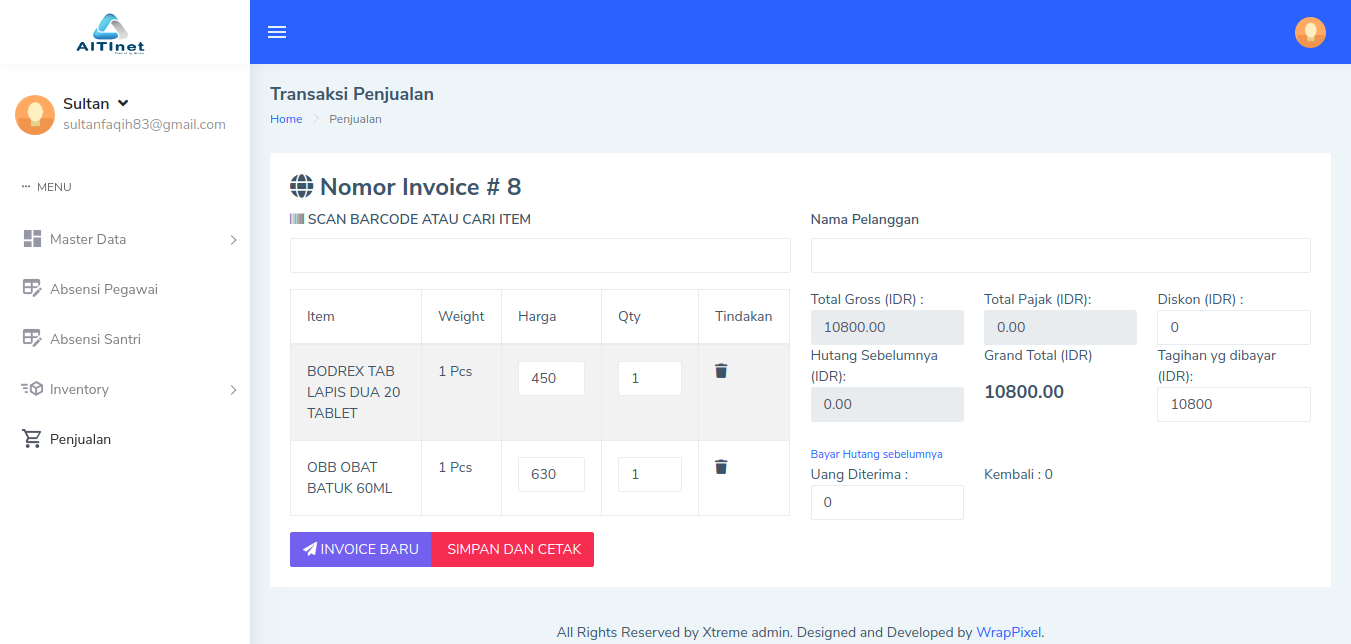 AITInet
Sultan
sultanfaqih83@gmail.com
MENU
Master Data
Absensi Pegawai
Absensi Santri
Inventory
Penjualan
Transaksi Penjualan
Home Penjualan
Nomor Invoice # 8
SCAN BARCODE ATAU CARI ITEM
Item Weight Harga Qty Tindakan
BODREX TAB 1 Pcs 450 1
LAPIS DUA 20
TABLET
OBB OBAT 1 Pcs 630 1
BATUK 60ML
INVOICE BARU SIMPAN DAN CETAK
Nama Pelanggan
Total Gross (IDR) : Total Pajak (IDR): Diskon (IDR) :
10800.00 0.00 0
Hutang Sebelumnya Grand Total (IDR) Tagihan yg dibayar
(IDR): (IDR):
0.00 10800.00 10800
Bayar Hutang sebelumnya
Uang Diterima : Kembali : 0
0
All Rights Reserved by Xtreme admin. Designed and Developed by WrapPixel.